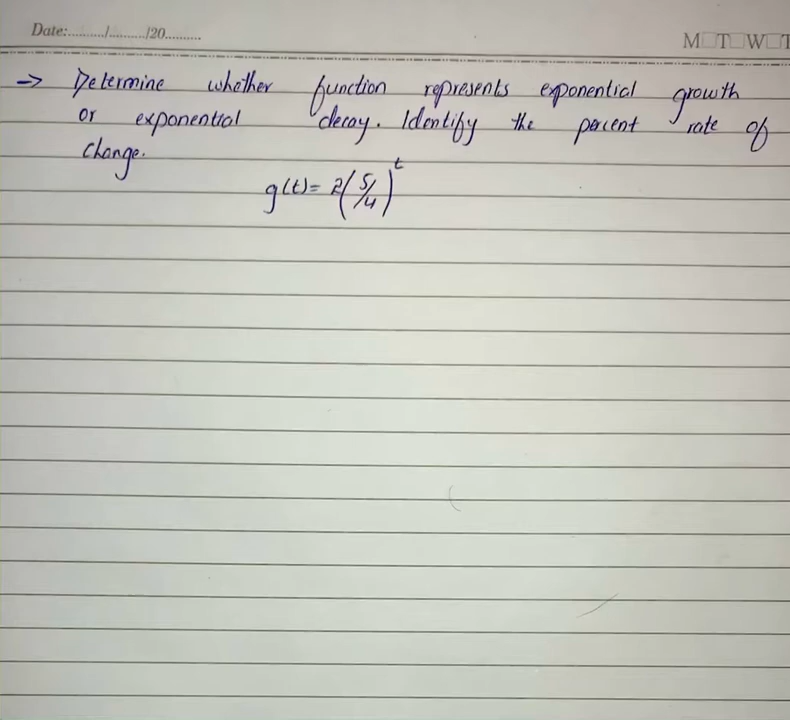 Date:........../........../20..........
M□T□W□T
→ Determine whether function represents exponential growth
or exponential decay. Identify the percent rate of
change.
g(t)= 2(5/4)^t